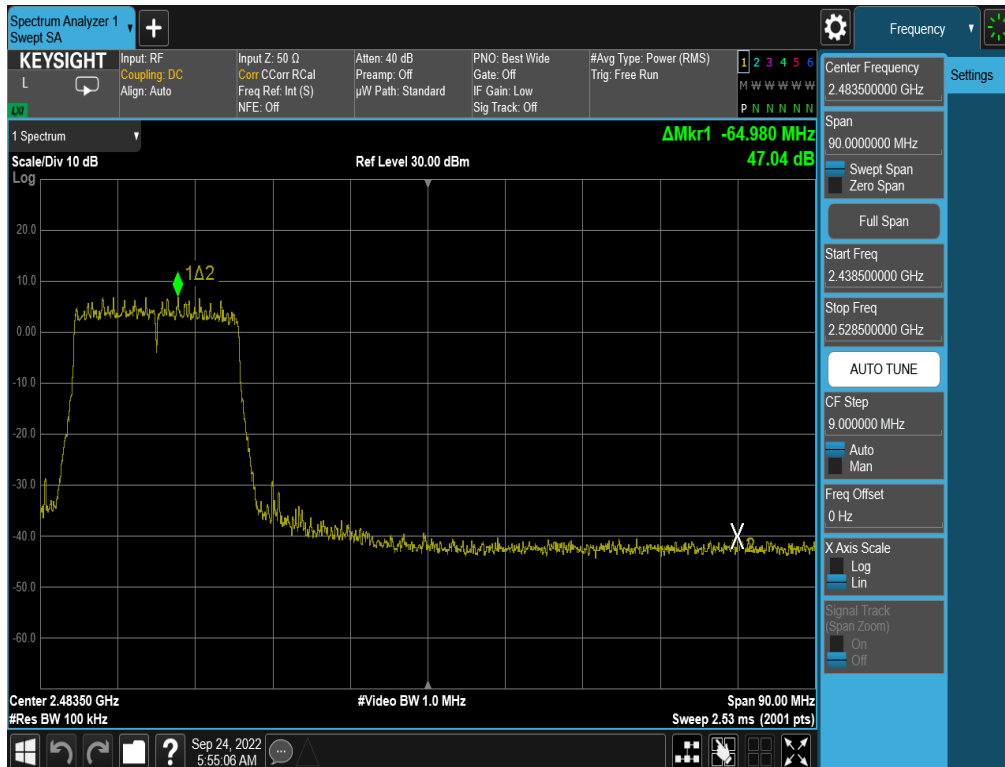 Spectrum Analyzer 1
Swept SA
Frequency
KEYSIGHT
L
LXI
Input: RF
Coupling: DC
Align: Auto
Input Z: 50 Ω
Corr CCorr RCal
Freq Ref: Int (S)
NFE: Off
Atten: 40 dB
Preamp: Off
µW Path: Standard
PNO: Best Wide
Gate: Off
IF Gain: Low
Sig Track: Off
#Avg Type: Power (RMS)
Trig: Free Run
1 2 3 4 5 6
M W W W W W
P N N N N N
Center Frequency
2.483500000 GHz
Settings
Span
90.0000000 MHz
Swept Span
Zero Span
Full Span
Start Freq
2.438500000 GHz
Stop Freq
2.528500000 GHz
AUTO TUNE
CF Step
9.000000 MHz
Auto
Man
Freq Offset
0 Hz
X Axis Scale
Log
Lin
Signal Track
(Span Zoom)
On
Off
1 Spectrum
ΔMkr1 -64.980 MHz
47.04 dB
Scale/Div 10 dB
Ref Level 30.00 dBm
Log
20.0
10.0
0.00
-10.0
-20.0
-30.0
-40.0
-50.0
-60.0
1Δ2
X2
Center 2.48350 GHz
#Video BW 1.0 MHz
Span 90.00 MHz
#Res BW 100 kHz
Sweep 2.53 ms (2001 pts)
?
Sep 24, 2022
5:55:06 AM